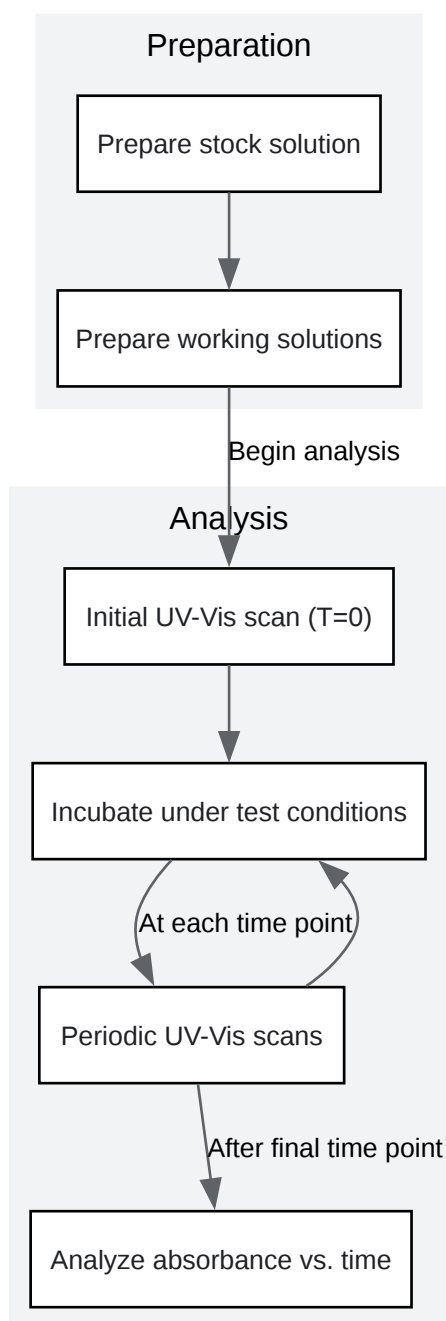 Preparation
Prepare stock solution
Prepare working solutions
Begin analysis
Analysis
Initial UV-Vis scan (T=0)
Incubate under test conditions
At each time point
Periodic UV-Vis scans
After final time point
Analyze absorbance vs. time